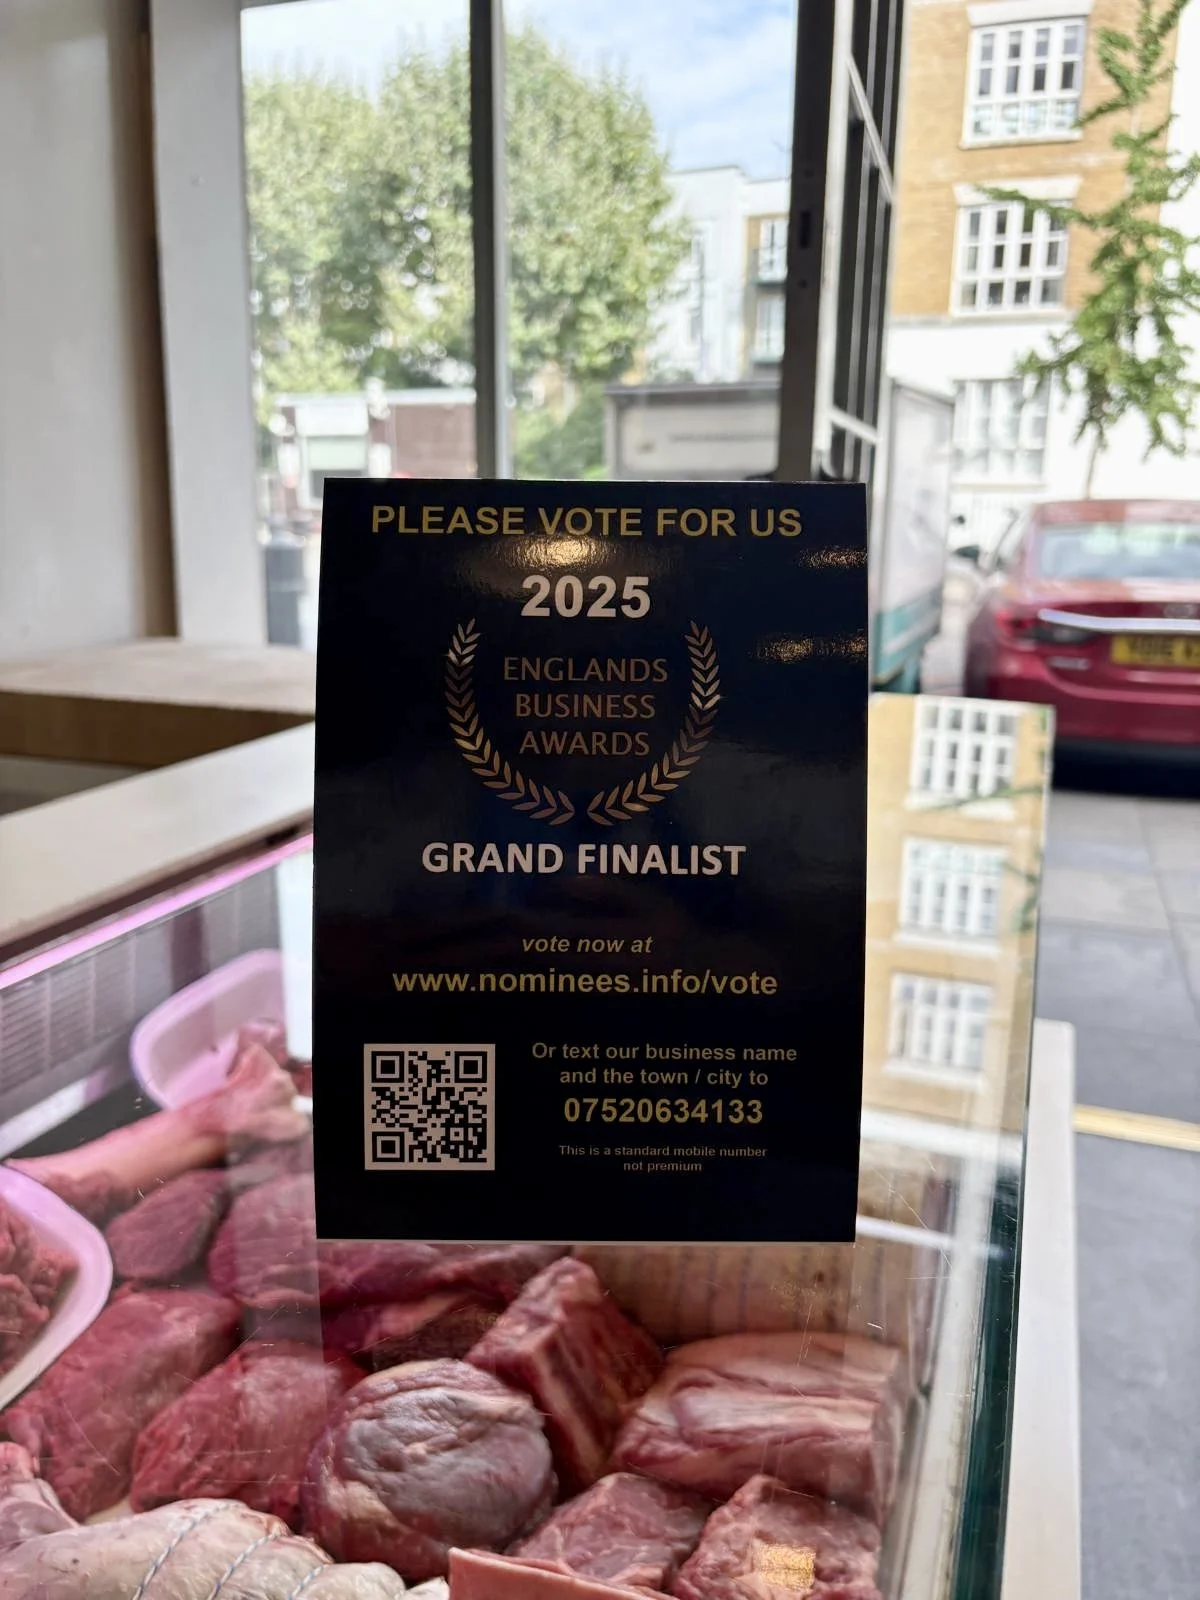 PLEASE VOTE FOR US
2025
ENGLANDS
BUSINESS
AWARDS
GRAND FINALIST
vote now at
www.nominees.info/vote
Or text our business name
and the town / city to
07520634133
This is a standard mobile number
not premium